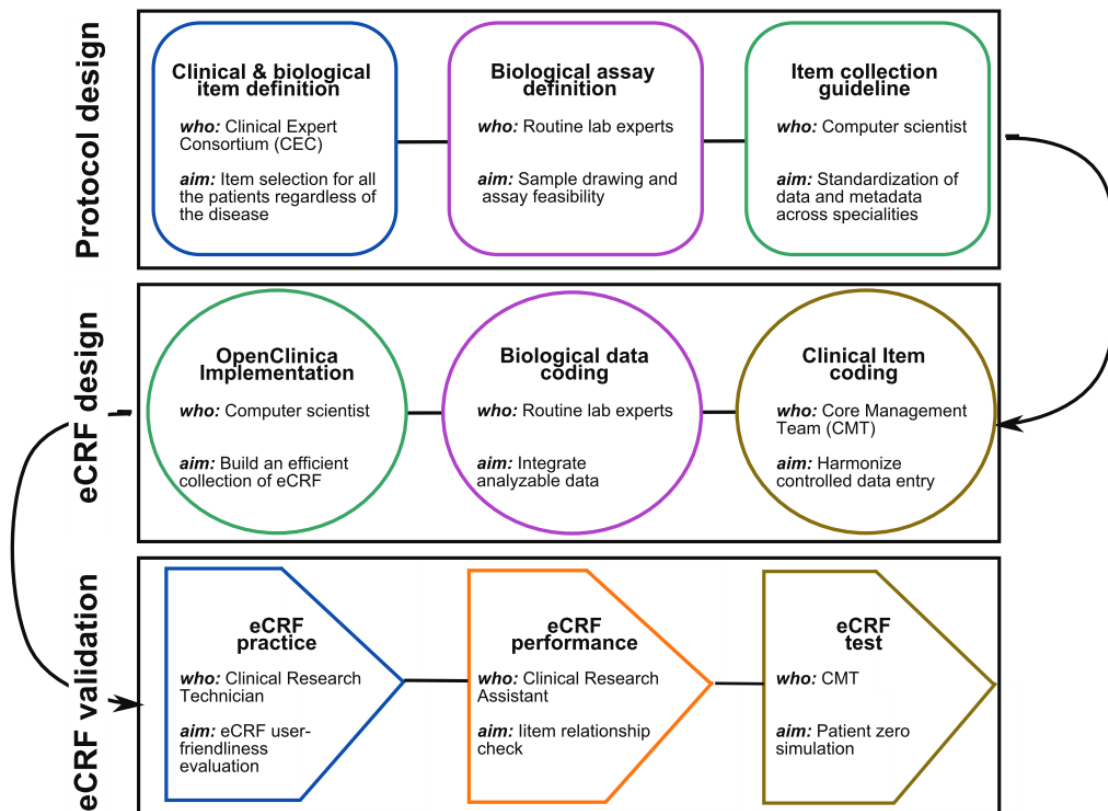 Protocol design
Clinical & biological
item definition
who: Clinical Expert
Consortium (CEC)
aim: Item selection for all
the patients regardless of
the disease
Biological assay
definition
who: Routine lab experts
aim: Sample drawing and
assay feasibility
Item collection
guideline
who: Computer scientist
aim: Standardization of
data and metadata
across specialities
eCRF design
OpenClinica
Implementation
who: Computer scientist
aim: Build an efficient
collection of eCRF
Biological data
coding
who: Routine lab experts
aim: Integrate
analyzable data
Clinical Item
coding
who: Core Management
Team (CMT)
aim: Harmonize
controlled data entry
eCRF validation
eCRF
practice
who: Clinical Research
Technician
aim: eCRF user-
friendliness
evaluation
eCRF
performance
who: Clinical Research
Assistant
aim: Iitem relationship
check
eCRF
test
who: CMT
aim: Patient zero
simulation